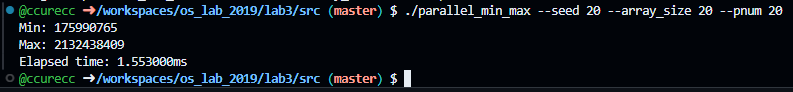 @ccurecc ➜/workspaces/os_lab_2019/lab3/src (master) $ ./parallel_min_max --seed 20 --array_size 20 --pnum 20
Min: 175990765
Max: 2132438409
Elapsed time: 1.553000ms
@ccurecc ➜/workspaces/os_lab_2019/lab3/src (master) $